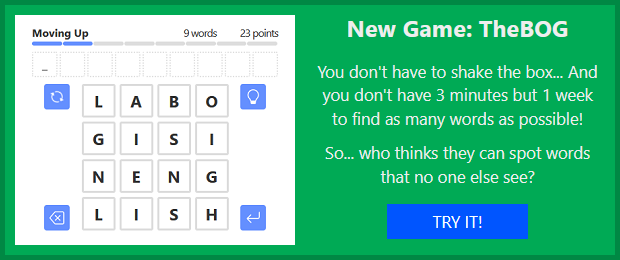 Moving Up 9 words 23 points
_
L A B O
G I S I
N E N G
L I S H
New Game: TheBOG
You don't have to shake the box... And
you don't have 3 minutes but 1 week
to find as many words as possible!
So... who thinks they can spot words
that no one else see?
TRY IT!